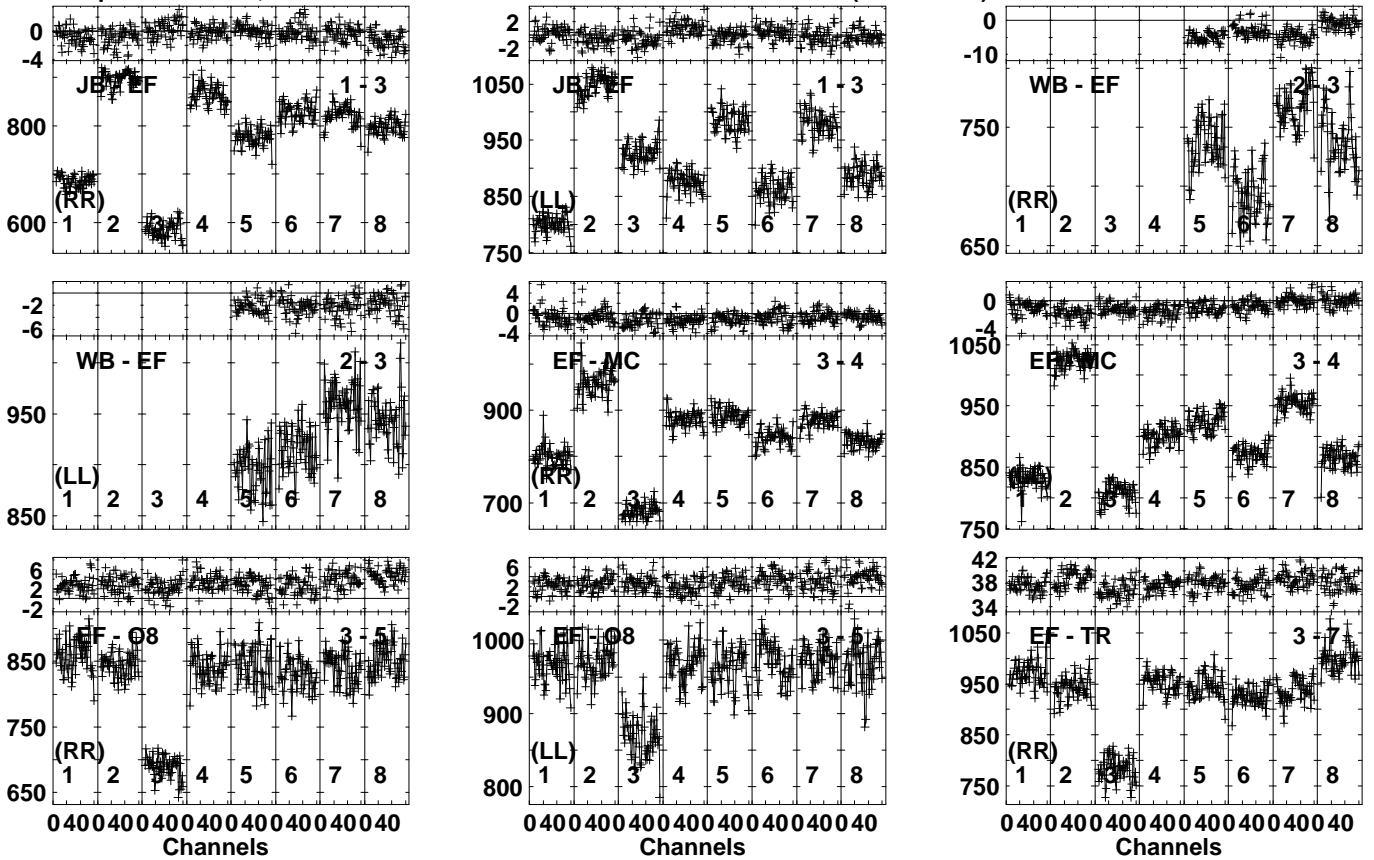 0 2 0
-4 -2 -10
JB - EF 1 - 3 1050 JB - EF 1 - 3 WB - EF 2 - 3
800 950 750
(RR) 850 (LL) (RR)
600 1 2 3 4 5 6 7 8 1 2 3 4 5 6 7 8 1 2 3 4 5 6 7 8
750 650
-2 4 0
-6 0 -4
-4
WB - EF 2 - 3 EF - MC 3 - 4 1050 EF - MC 3 - 4
950 900 950
(LL) (RR) 850 (LL)
1 2 3 4 5 6 7 8 700 1 2 3 4 5 6 7 8 1 2 3 4 5 6 7 8
850 750
6 6 42
2 2 38
-2 -2 34
EF - O8 3 - 5 1000 EF - O8 3 - 5 1050 EF - TR 3 - 7
850 900 950
750 850
(RR) (LL) (RR)
1 2 3 4 5 6 7 8 1 2 3 4 5 6 7 8 750 1 2 3 4 5 6 7 8
650 800
0 40 0 40 0 40 0 40 0 40 0 40 0 40 0 40 0 40 0 40 0 40 0 40 0 40 0 40 0 40 0 40 0 40 0 40 0 40 0 40 0 40 0 40 0 40 0 40
Channels Channels Channels